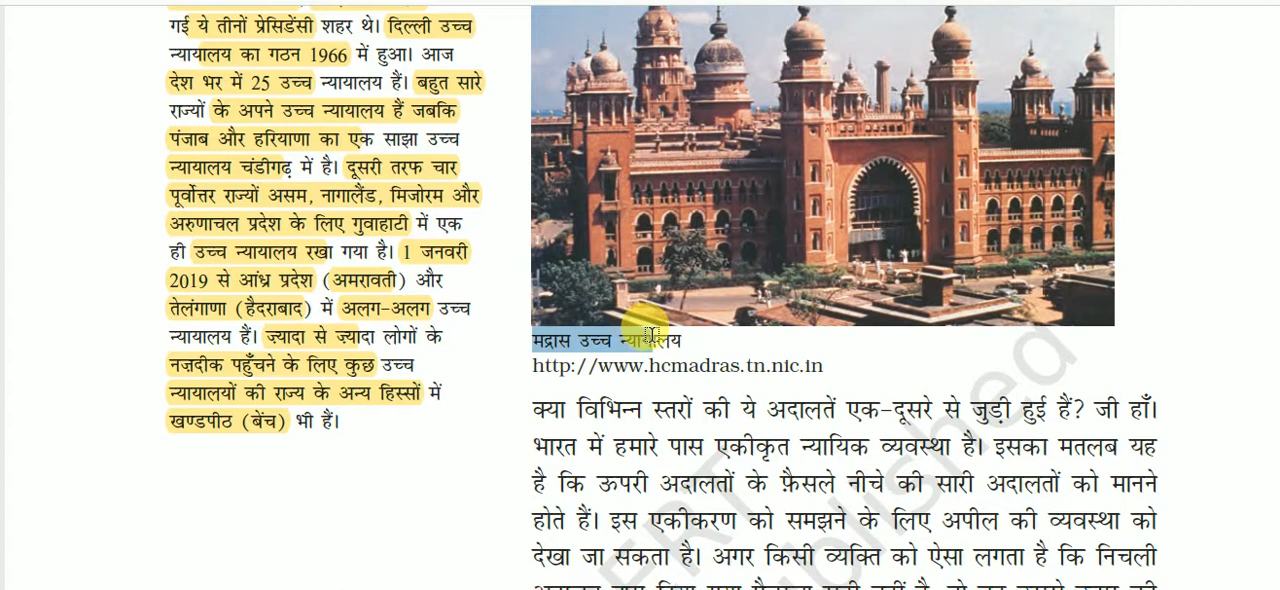 गई ये तीनों प्रेसिडेंसी शहर थे। दिल्ली उच्च
न्यायालय का गठन 1966 में हुआ। आज
देश भर में 25 उच्च न्यायालय हैं। बहुत सारे
राज्यों के अपने उच्च न्यायालय हैं जबकि
पंजाब और हरियाणा का एक साझा उच्च
न्यायालय चंडीगढ़ में है। दूसरी तरफ चार
पूर्वोत्तर राज्यों असम, नागालैंड, मिजोरम और
अरुणाचल प्रदेश के लिए गुवाहाटी में एक
ही उच्च न्यायालय रखा गया है। 1 जनवरी
2019 से आंध्र प्रदेश (अमरावती) और
तेलंगाणा (हैदराबाद) में अलग-अलग उच्च
न्यायालय हैं। ज़्यादा से ज़्यादा लोगों के
नज़दीक पहुँचने के लिए कुछ उच्च
न्यायालयों की राज्य के अन्य हिस्सों में
खण्डपीठ (बेंच) भी हैं।
मद्रास उच्च न्यायालय
http://www.hcmadras.tn.nic.in
क्या विभिन्न स्तरों की ये अदालतें एक-दूसरे से जुड़ी हुई हैं? जी हाँ।
भारत में हमारे पास एकीकृत न्यायिक व्यवस्था है। इसका मतलब यह
है कि ऊपरी अदालतों के फ़ैसले नीचे की सारी अदालतों को मानने
होते हैं। इस एकीकरण को समझने के लिए अपील की व्यवस्था को
देखा जा सकता है। अगर किसी व्यक्ति को ऐसा लगता है कि निचली